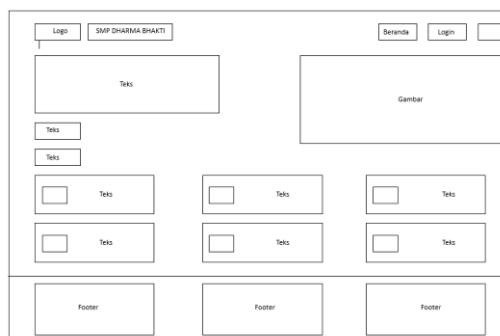 Logo SMP DHARMA BHAKTI Beranda Login
Teks Gambar
Teks
Teks
Teks Teks Teks
Teks Teks Teks
Footer Footer Footer